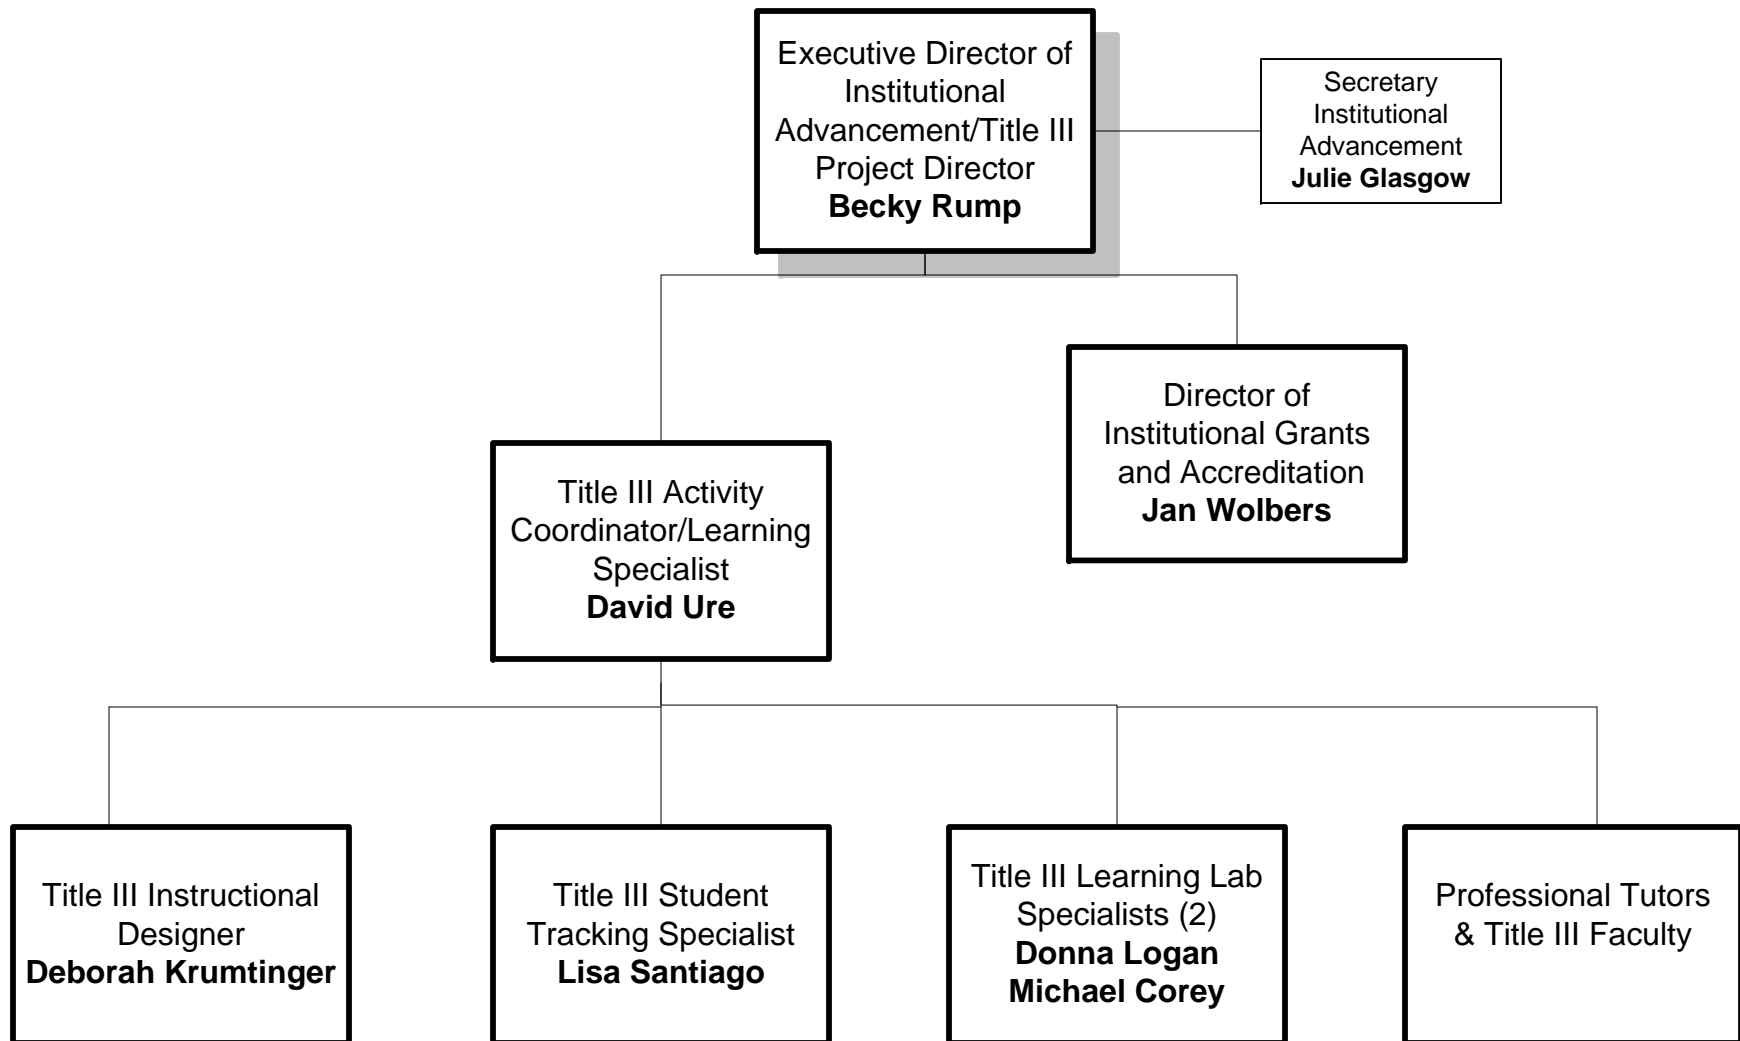 Executive Director of
Institutional
Advancement/Title III
Project Director
Becky Rump
Secretary
Institutional
Advancement
Julie Glasgow
Director of
Institutional Grants
and Accreditation
Jan Wolbers
Title III Activity
Coordinator/Learning
Specialist
David Ure
Title III Instructional
Designer
Deborah Krumtinger
Title III Student
Tracking Specialist
Lisa Santiago
Title III Learning Lab
Specialists (2)
Donna Logan
Michael Corey
Professional Tutors
& Title III Faculty